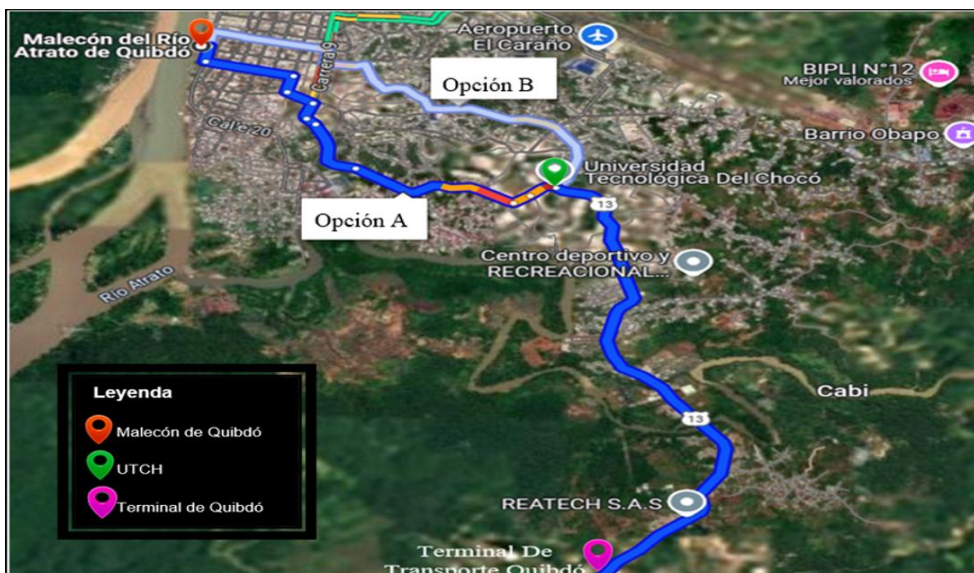 Malecón del Río
Atrato de Quibdó
Aeropuerto
El Caraño
Carrera 9
Opción B
BIPLI N°12
Mejor valorados
Calle 20
Barrio Obapo
Universidad
Tecnológica Del Chocó
Opción A
13
Centro deportivo y
RECREACIONAL...
Río Atrato
Leyenda
Malecón de Quibdó
UTCH
Terminal de Quibdó
Cabi
13
REATECH S.A.S
Terminal De
Transporte Quibdó